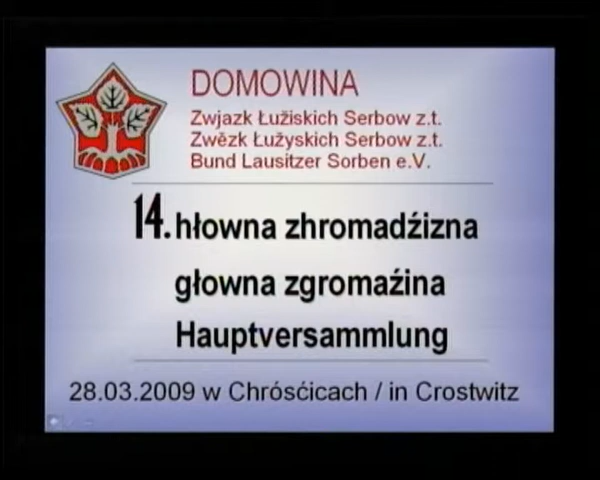 DOMOWINA
Zwjazk Łužiskich Serbow z.t.
Zwězk Łužyskich Serbow z.t.
Bund Lausitzer Sorben e.V.
14. hłowna zhromadźizna
głowna zgromaźina
Hauptversammlung
28.03.2009 w Chrósćicach / in Crostwitz